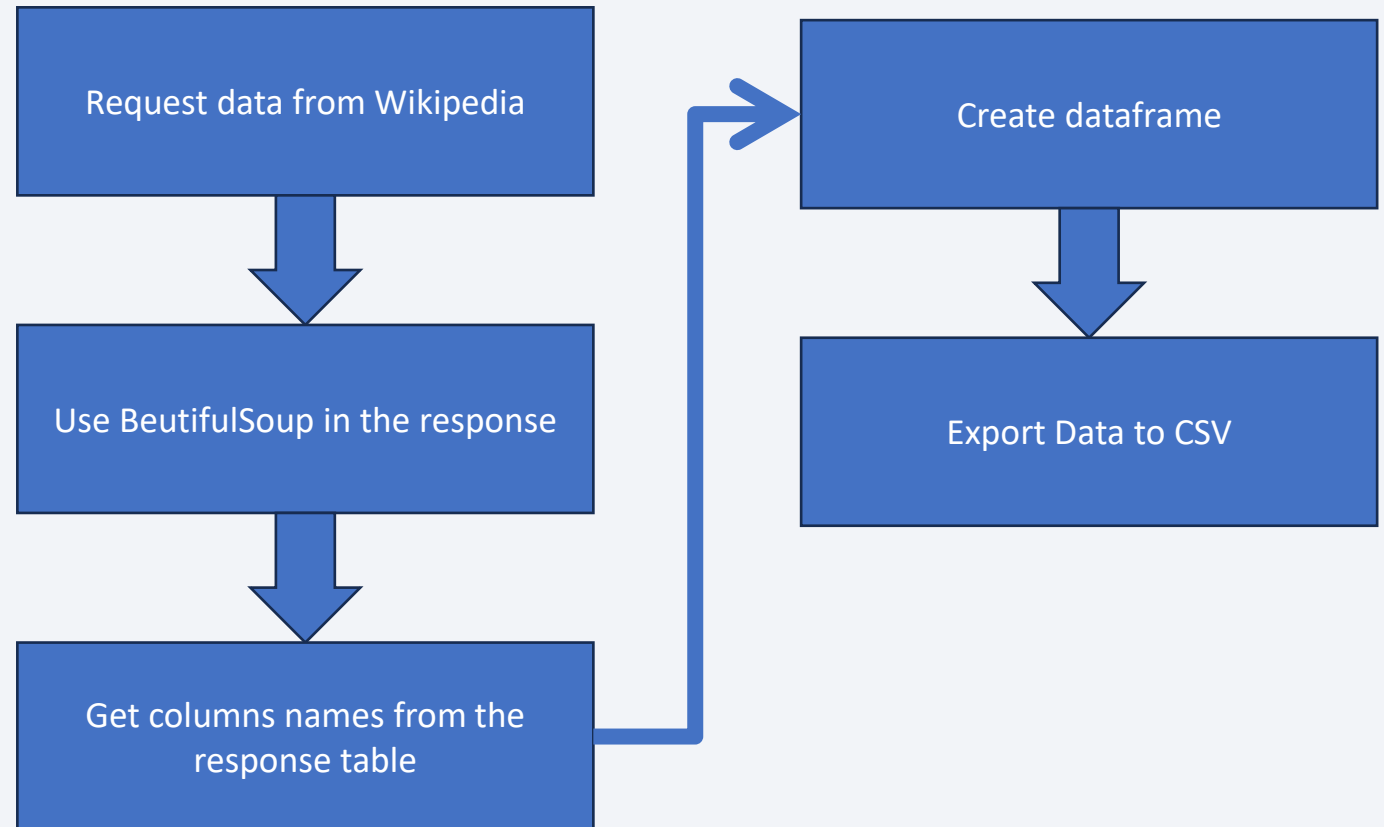 Request data from Wikipedia
Use BeutifulSoup in the response
Get columns names from the
response table
Create dataframe
Export Data to CSV